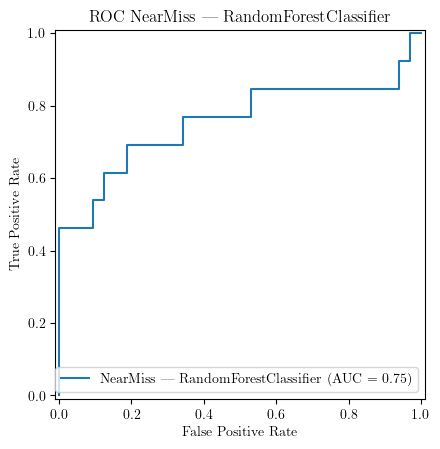 ROC NearMiss — RandomForestClassifier
1.0
0.8
0.6
0.4
0.2
0.0
True Positive Rate
NearMiss — RandomForestClassifier (AUC = 0.75)
0.0 0.2 0.4 0.6 0.8 1.0
False Positive Rate